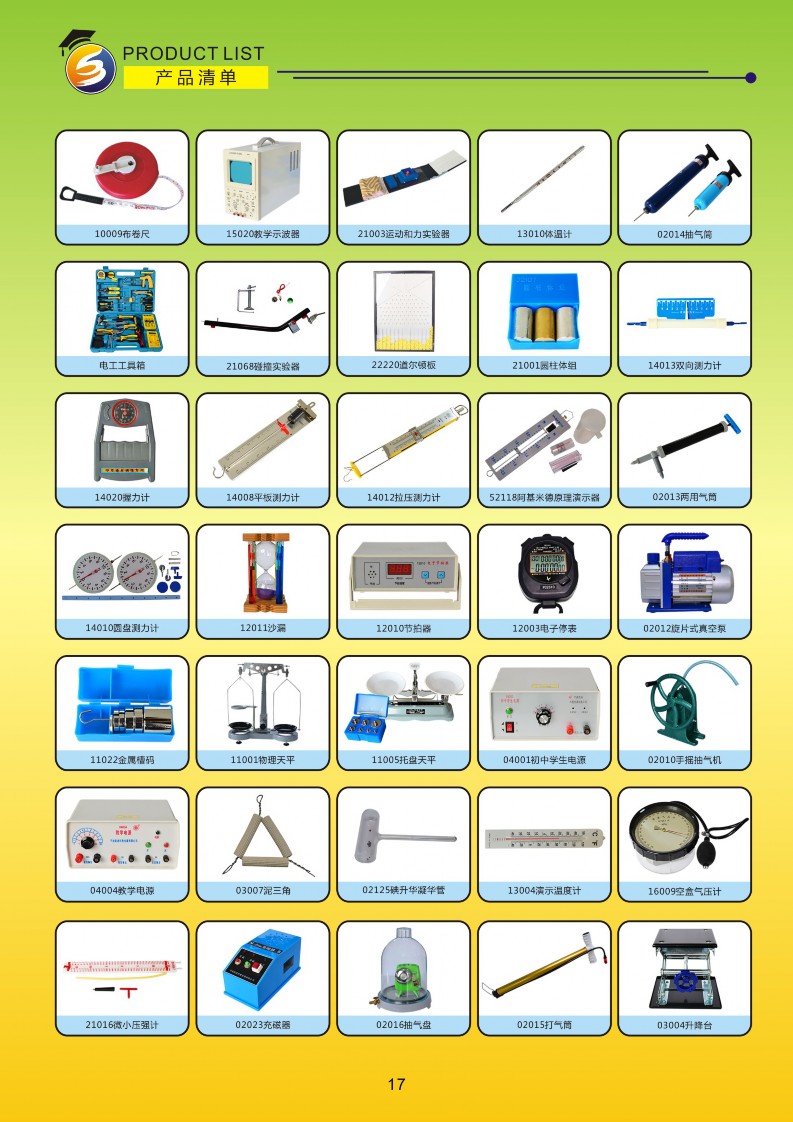 PRODUCT LIST
产品清单
10009布卷尺
15020教学示波器
21003运动和力实验器
13010体温计
02014抽气筒
电工工具箱
21068碰撞实验器
22220道尔顿板
21001圆柱体组
14013双向测力计
14020握力计
14008平板测力计
14012拉压测力计
52118阿基米德原理演示器
02013两用气筒
14010圆盘测力计
12011沙漏
12010节拍器
12003电子停表
02012旋片式真空泵
11022金属槽码
11001物理天平
11005托盘天平
04001初中学生电源
02010手摇抽气机
04004教学电源
03007泥三角
02125碘升华凝华管
13004演示温度计
16009空盒气压计
21016微小压强计
02023充磁器
02016抽气盘
02015打气筒
03004升降台
17